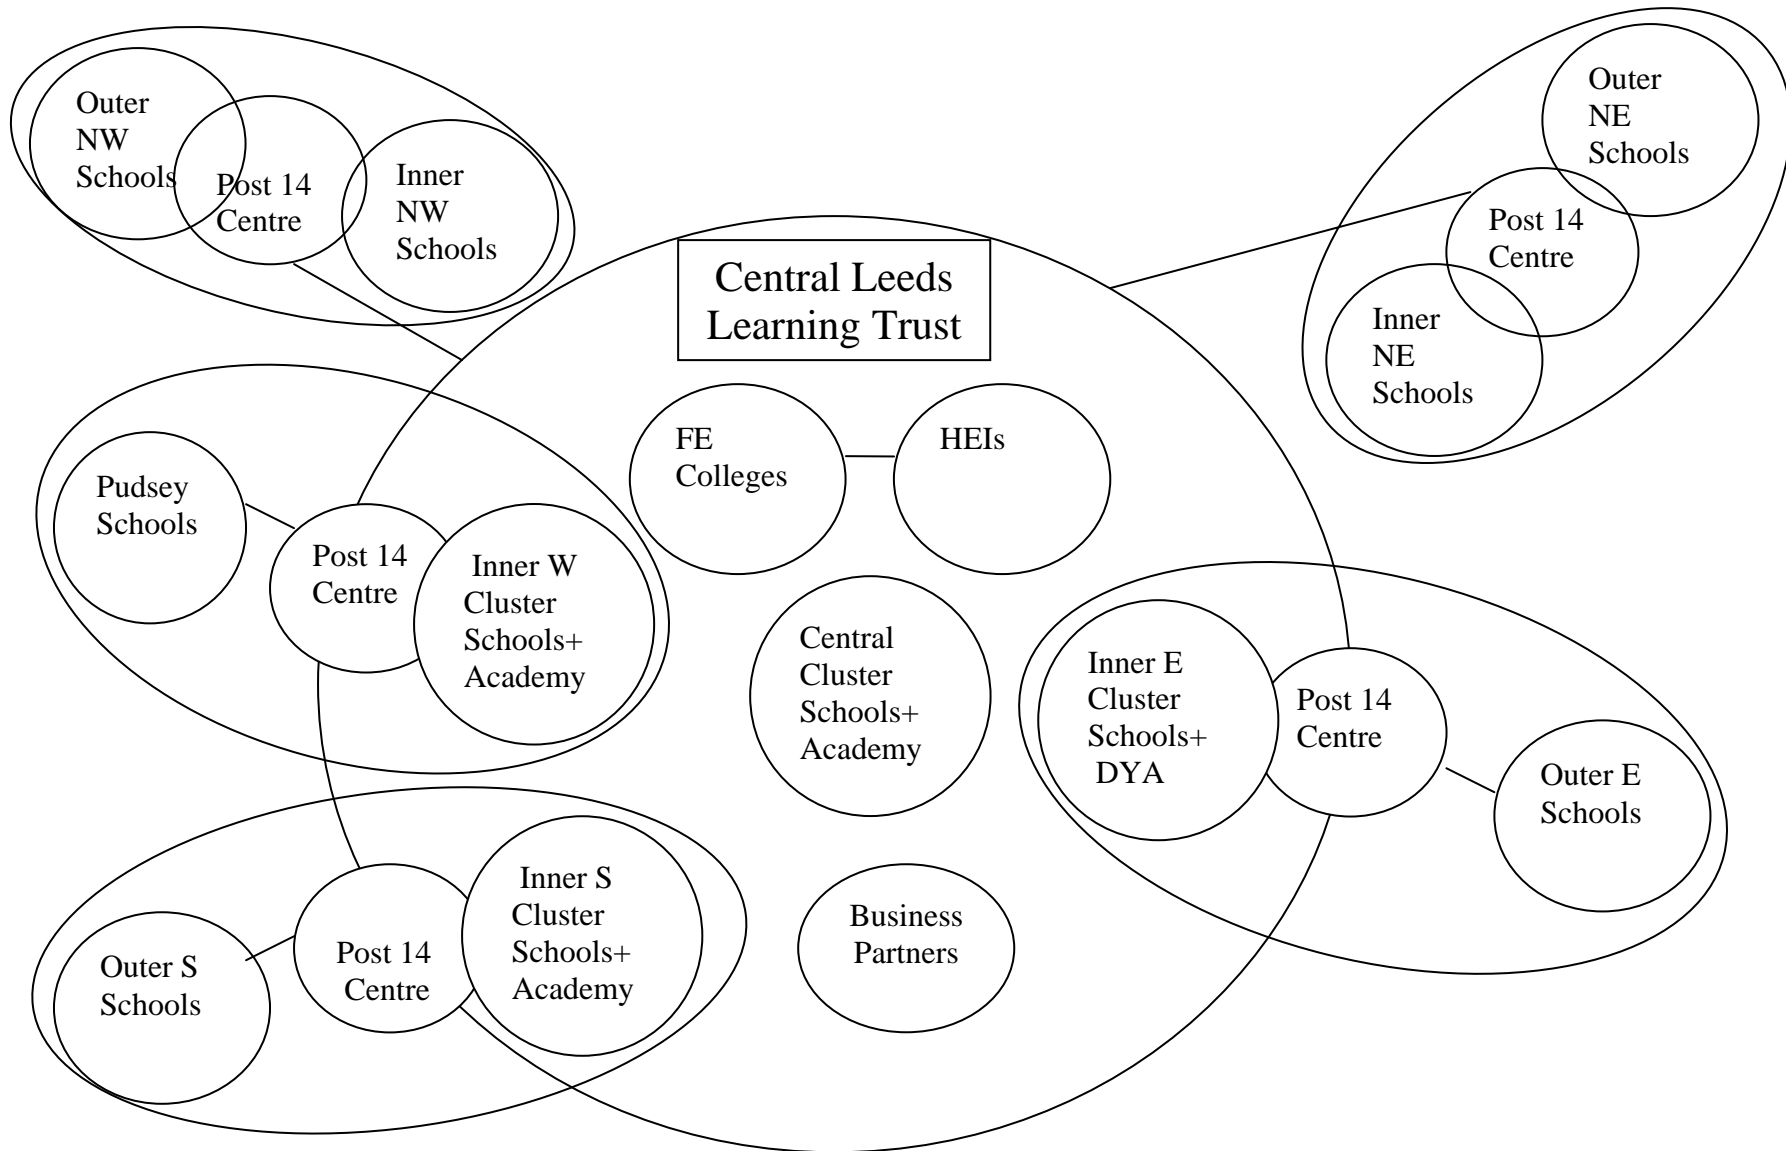 Outer
NW
Schools
Post 14
Centre
Inner
NW
Schools
Outer
NE
Schools
Post 14
Centre
Inner
NE
Schools
Central Leeds
Learning Trust
FE
Colleges
HEIs
Pudsey
Schools
Post 14
Centre
Inner W
Cluster
Schools+
Academy
Central
Cluster
Schools+
Academy
Inner E
Cluster
Schools+
DYA
Post 14
Centre
Outer E
Schools
Outer S
Schools
Post 14
Centre
Inner S
Cluster
Schools+
Academy
Business
Partners